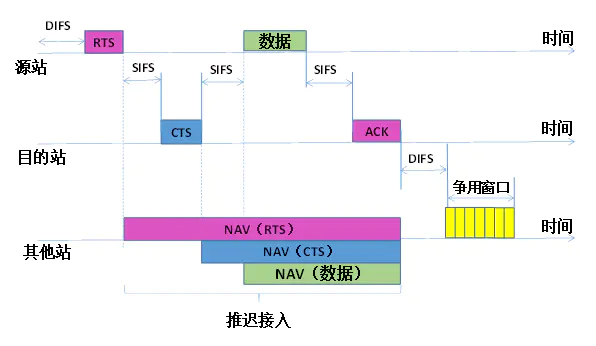 DIFS
RTS
数据
时间
源站
SIFS
SIFS
SIFS
CTS
ACK
时间
目的站
DIFS
争用窗口
NAV（RTS）
时间
其他站
NAV（CTS）
NAV（数据）
推迟接入